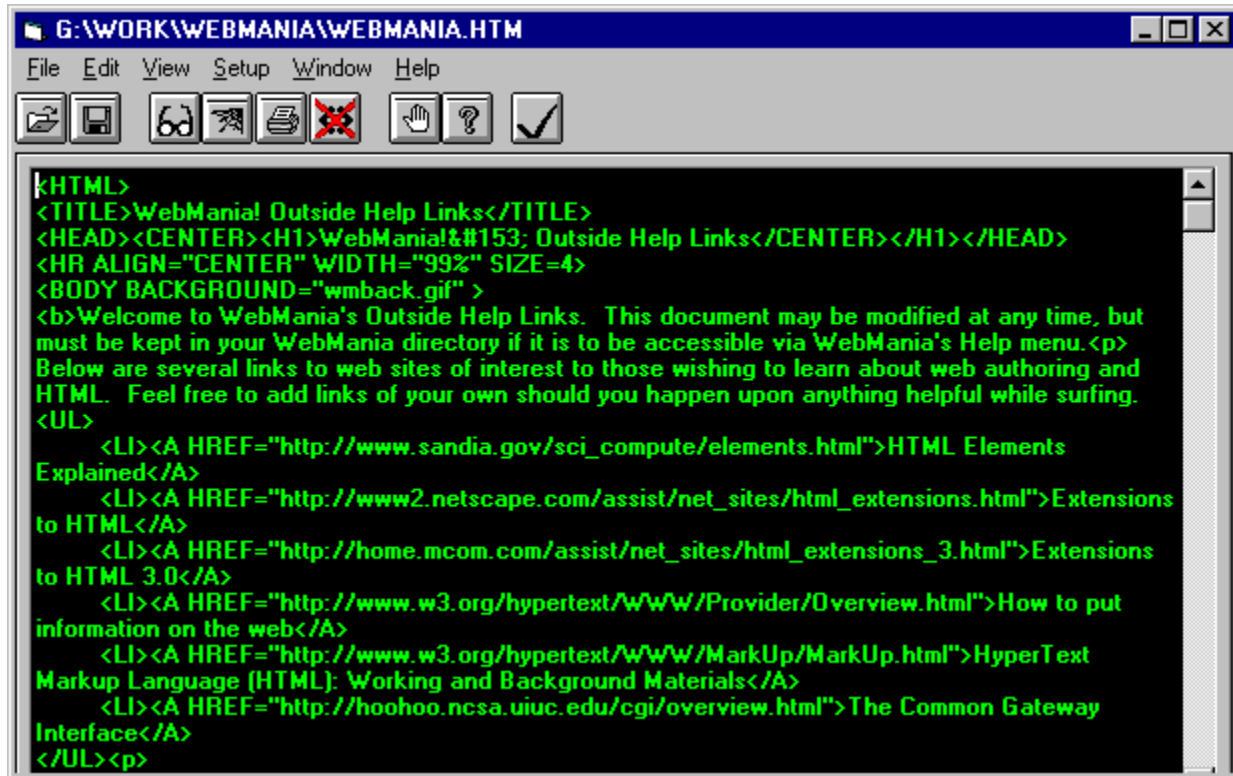 G:\WORK\WEBMANIA\WEBMANIA.HTM
File Edit View Setup Window Help
<HTML>
<TITLE>WebMania! Outside Help Links</TITLE>
<HEAD><CENTER><H1>WebMania!&#153; Outside Help Links</CENTER></H1></HEAD>
<HR ALIGN="CENTER" WIDTH="99%" SIZE=4>
<BODY BACKGROUND="wmback.gif" >
<b>Welcome to WebMania's Outside Help Links.  This document may be modified at any time, but
must be kept in your WebMania directory if it is to be accessible via WebMania's Help menu.<p>
Below are several links to web sites of interest to those wishing to learn about web authoring and
HTML.  Feel free to add links of your own should you happen upon anything helpful while surfing.
<UL>
<LI><A HREF="http://www.sandia.gov/sci_compute/elements.html">HTML Elements
Explained</A>
<LI><A HREF="http://www2.netscape.com/assist/net_sites/html_extensions.html">Extensions
to HTML</A>
<LI><A HREF="http://home.mcom.com/assist/net_sites/html_extensions_3.html">Extensions
to HTML 3.0</A>
<LI><A HREF="http://www.w3.org/hypertext/WWW/Provider/Overview.html">How to put
information on the web</A>
<LI><A HREF="http://www.w3.org/hypertext/WWW/MarkUp/MarkUp.html">HyperText
Markup Language (HTML): Working and Background Materials</A>
<LI><A HREF="http://hoohoo.ncsa.uiuc.edu/cgi/overview.html">The Common Gateway
Interface</A>
</UL><p>